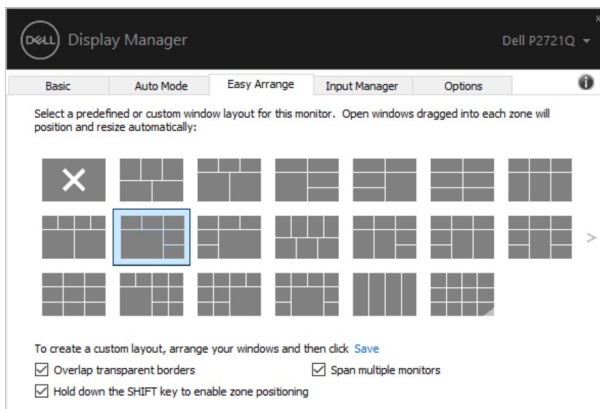 DELL Display Manager
Dell P2721Q
Basic Auto Mode Easy Arrange Input Manager Options
Select a predefined or custom window layout for this monitor. Open windows dragged into each zone will
position and resize automatically:
To create a custom layout, arrange your windows and then click Save
Overlap transparent borders Span multiple monitors
Hold down the SHIFT key to enable zone positioning